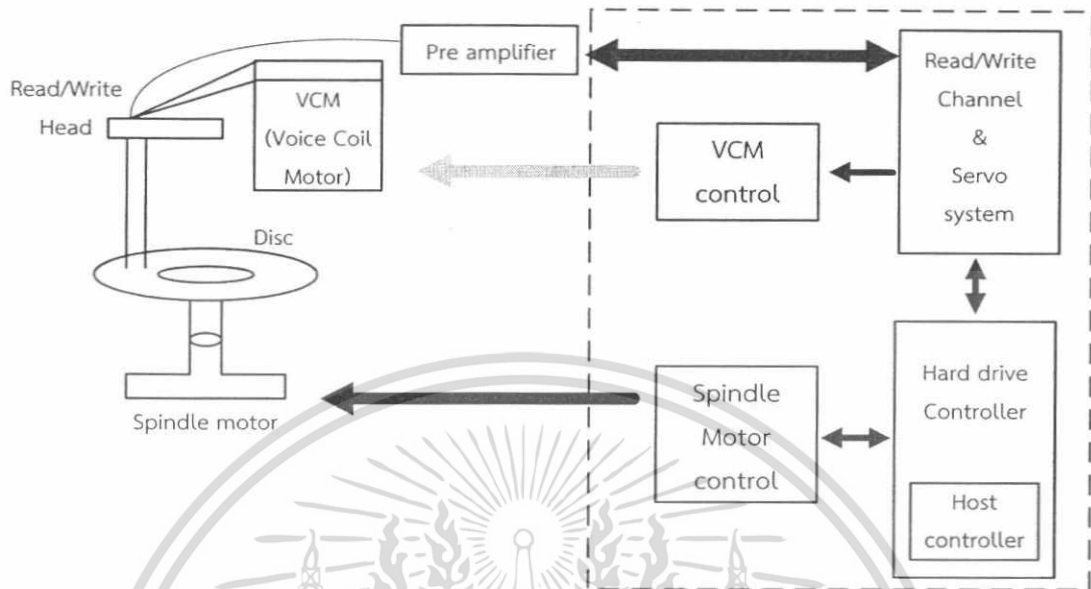 Pre amplifier
Read/Write
Channel
&
Servo
system
Read/Write
Head
VCM
(Voice Coil
Motor)
VCM
control
Disc
Spindle motor
Spindle
Motor
control
Hard drive
Controller
Host
controller